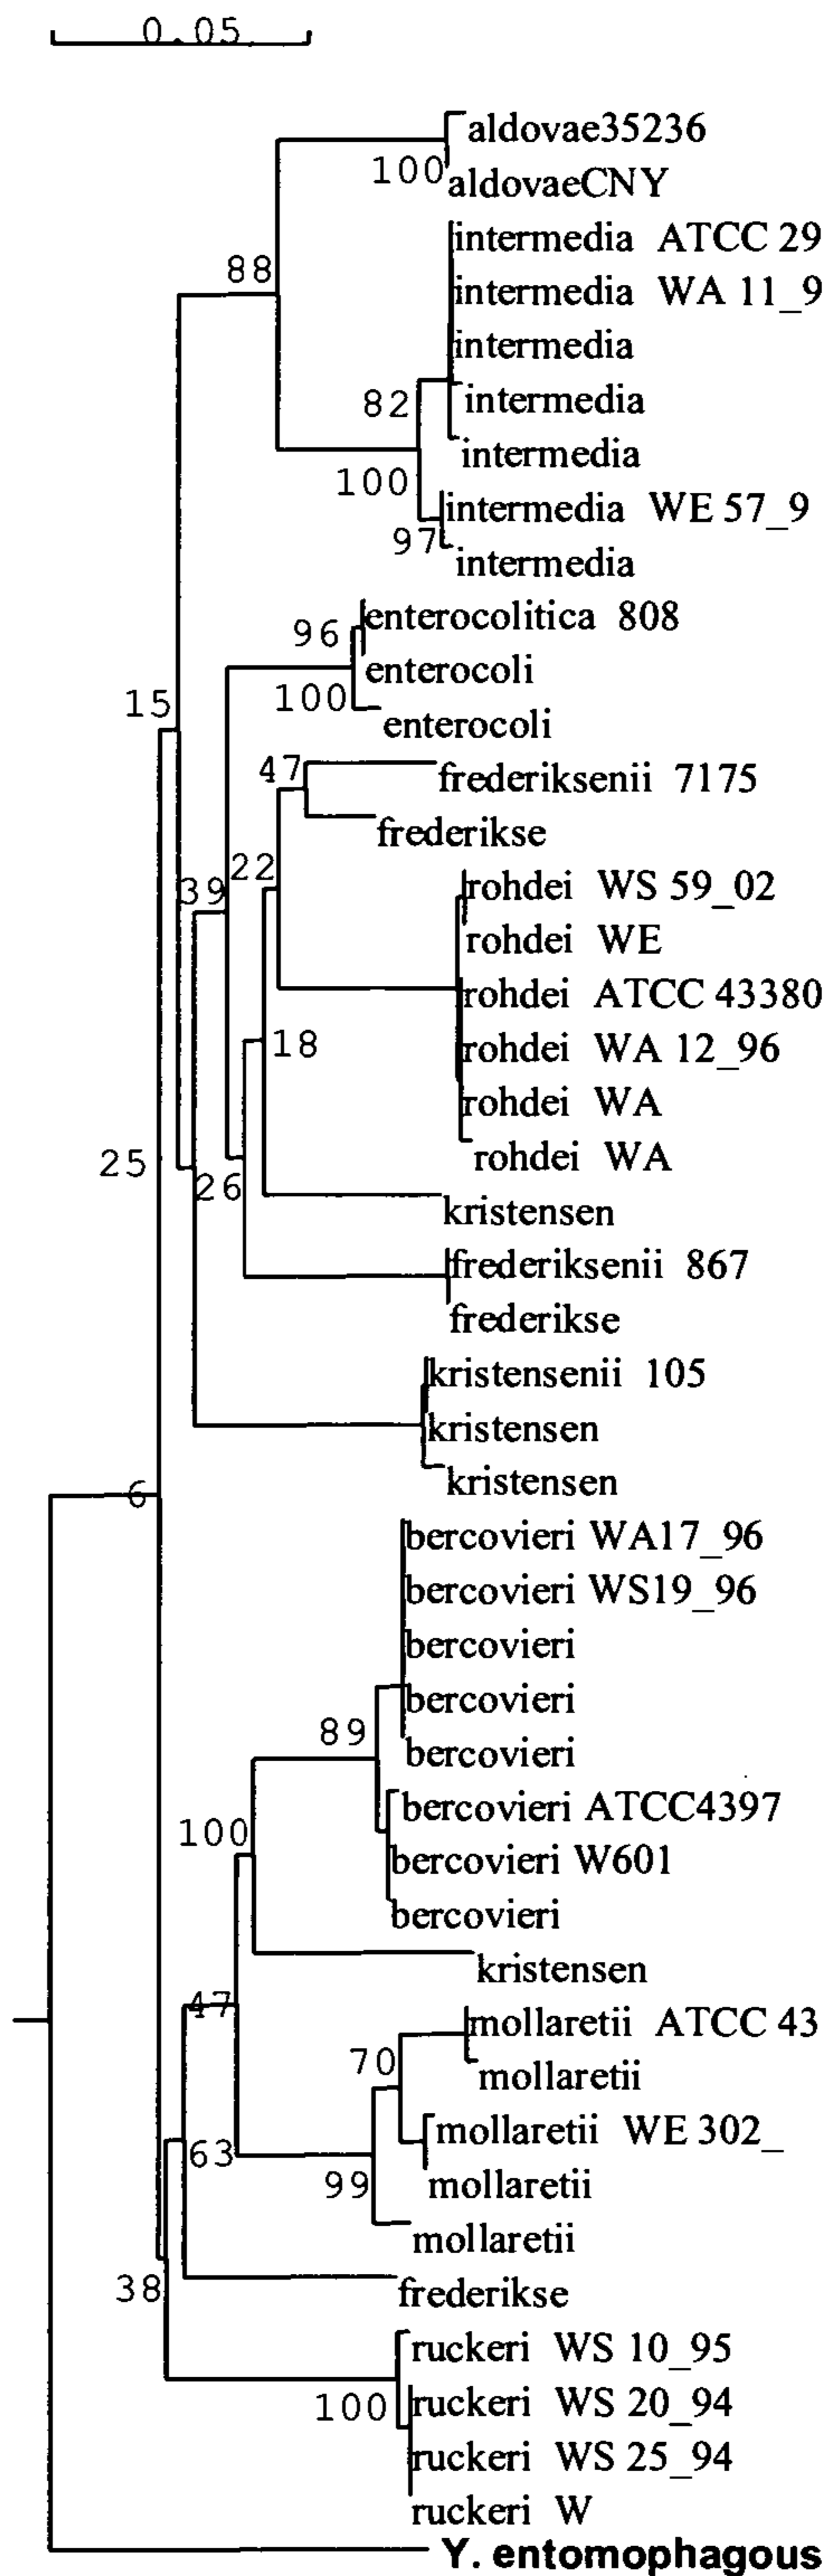 0.05
aldovae35236
100
aldovaeCNY
intermedia ATCC 29
88
intermedia WA 11_9
intermedia
82
intermedia
intermedia
100
intermedia WE 57_9
97
intermedia
enterocolitica 808
96
enterocoli
100
15
enterocoli
47
frederiksenii 7175
frederikse
22
39
rohdei WS 59_02
rohdei WE
rohdei ATCC 43380
18
rohdei WA 12_96
rohdei WA
25
rohdei WA
26
kristensen
frederiksenii 867
frederikse
kristensenii 105
kristensen
kristensen
6
bercovieri WA17_96
bercovieri WS19_96
bercovieri
bercovieri
89
bercovieri
bercovieri ATCC4397
100
bercovieri W601
bercovieri
kristensen
47
mollaretii ATCC 43
70
mollaretii
mollaretii WE 302_
63
99
mollaretii
mollaretii
38
frederikse
ruckeri WS 10_95
100
ruckeri WS 20_94
ruckeri WS 25_94
ruckeri W
Y. entomophagous